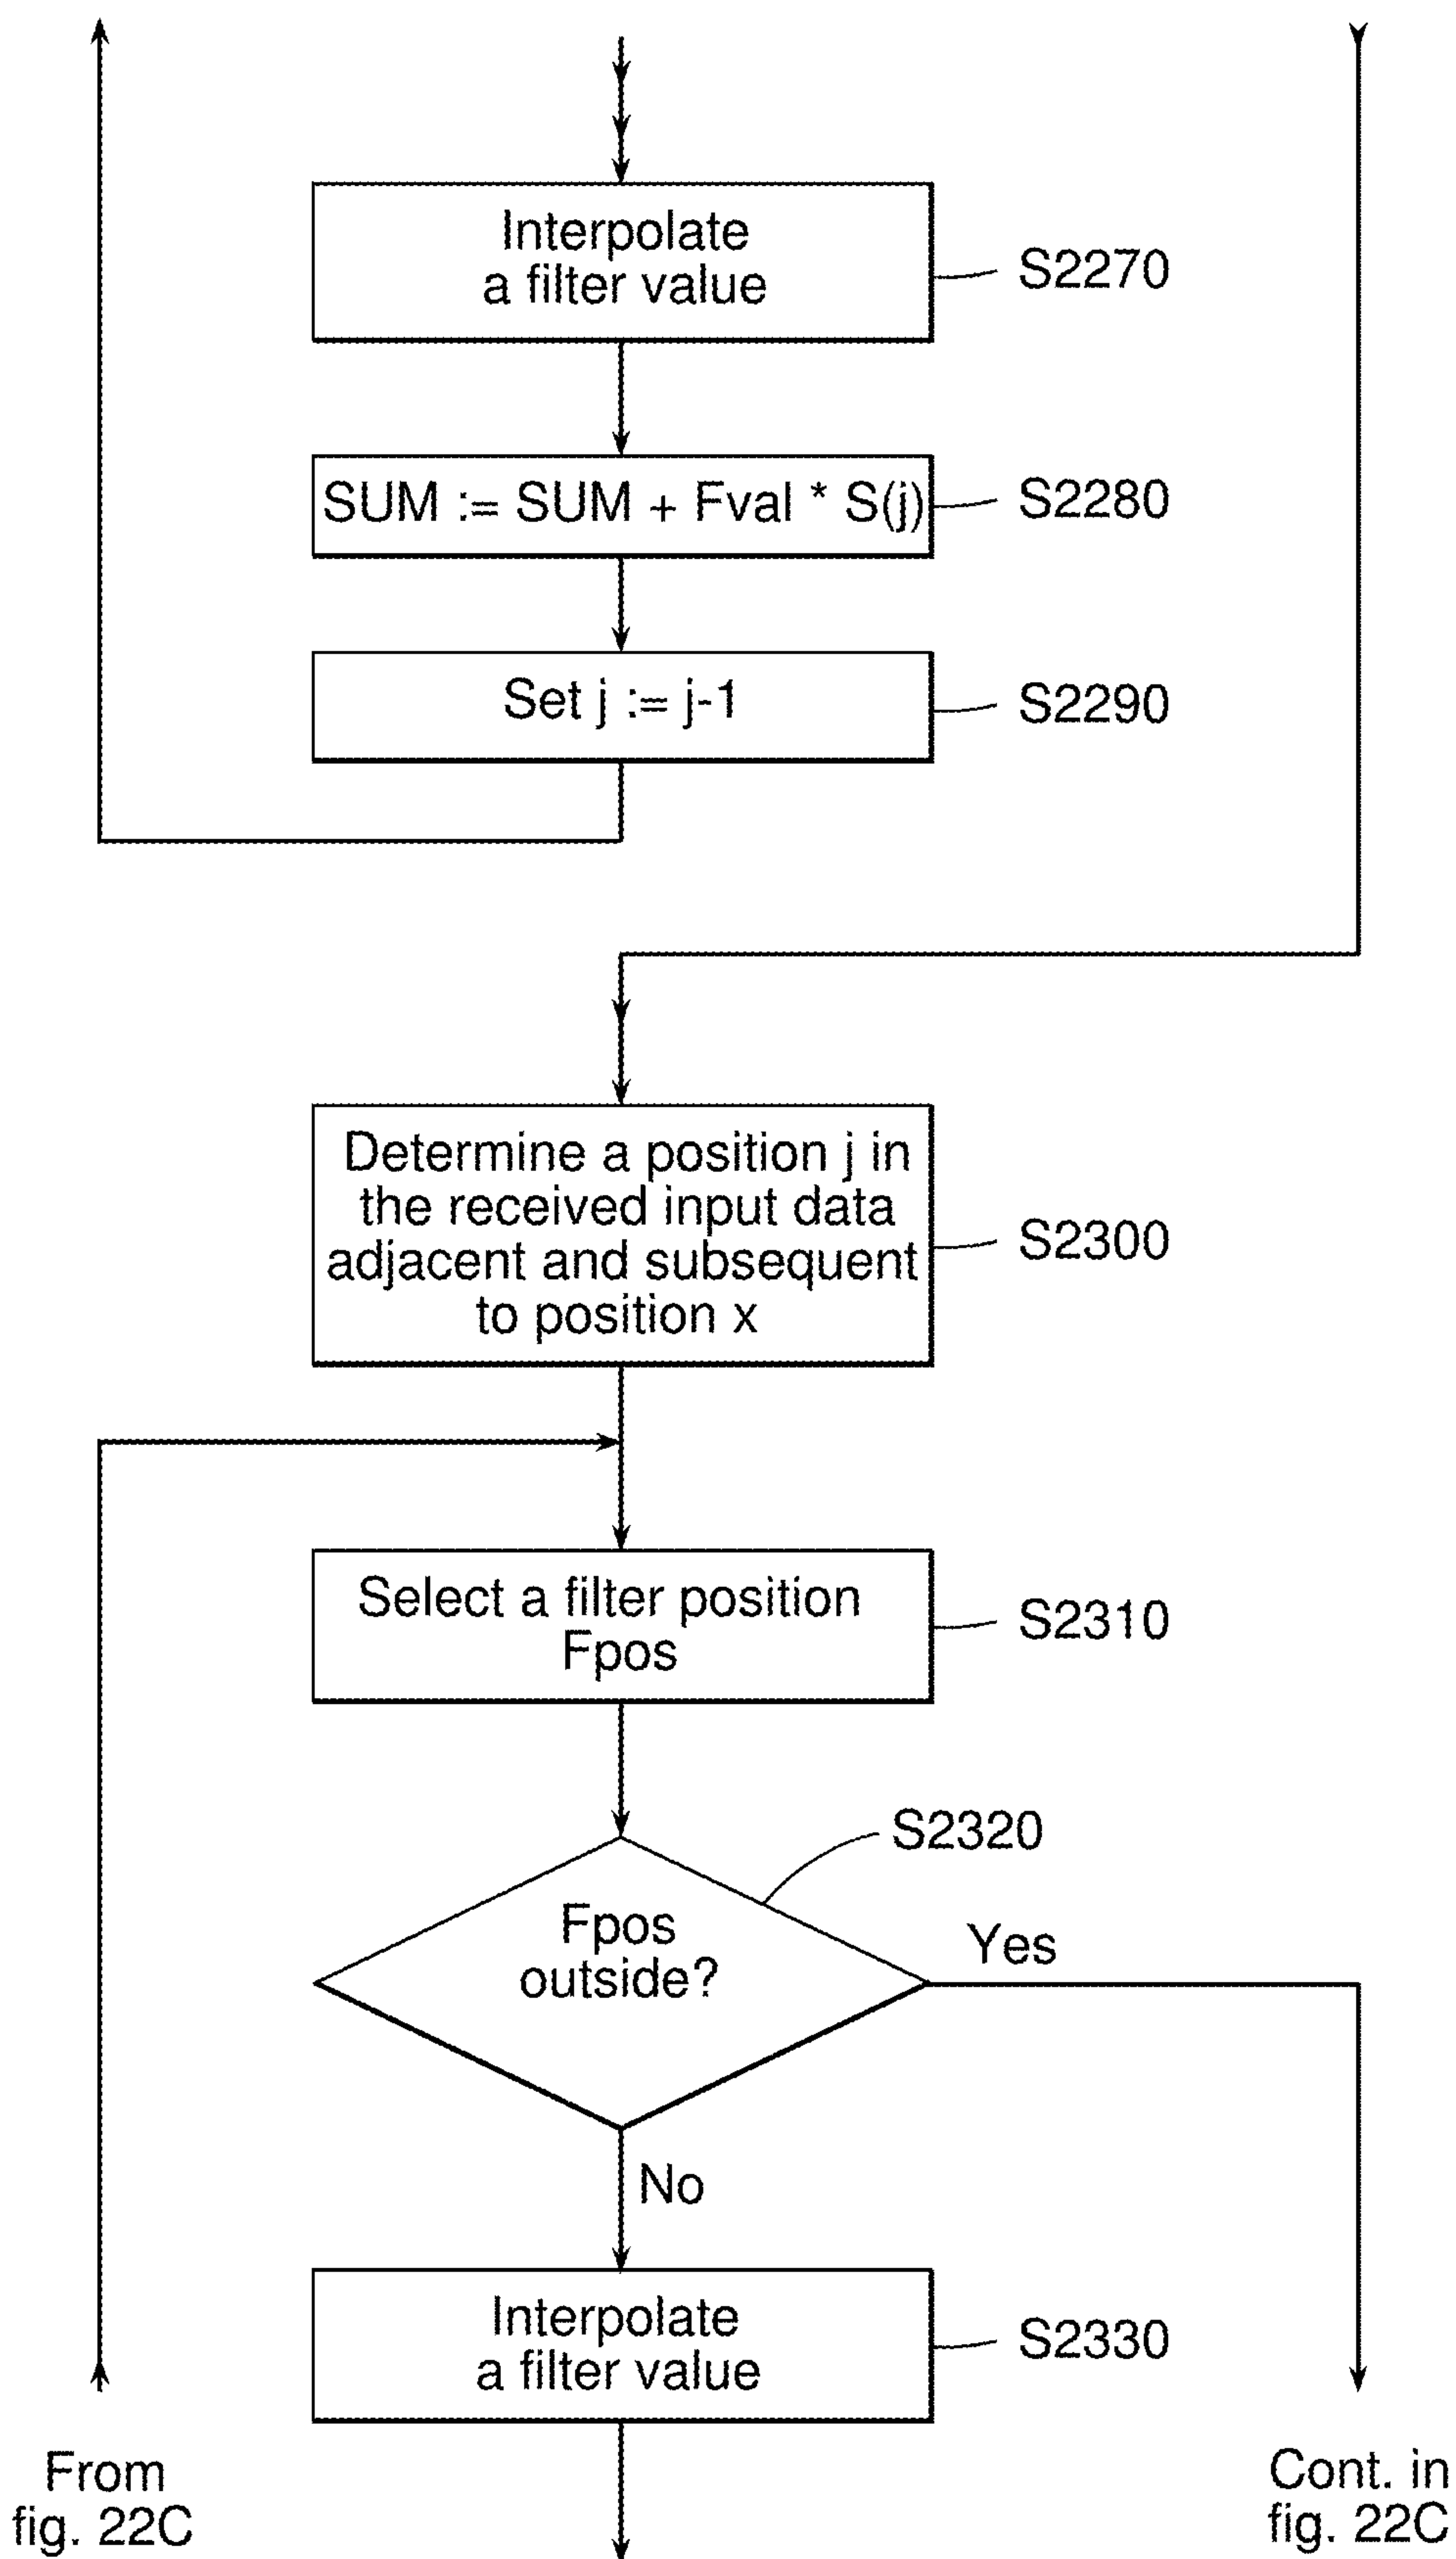 Interpolate
a filter value
S2270
SUM := SUM + Fval * S(j)
S2280
Set j := j-1
S2290
Determine a position j in
the received input data
adjacent and subsequent
to position x
S2300
Select a filter position
Fpos
S2310
S2320
Fpos
outside?
Yes
No
Interpolate
a filter value
S2330
From
fig. 22C
Cont. in
fig. 22C